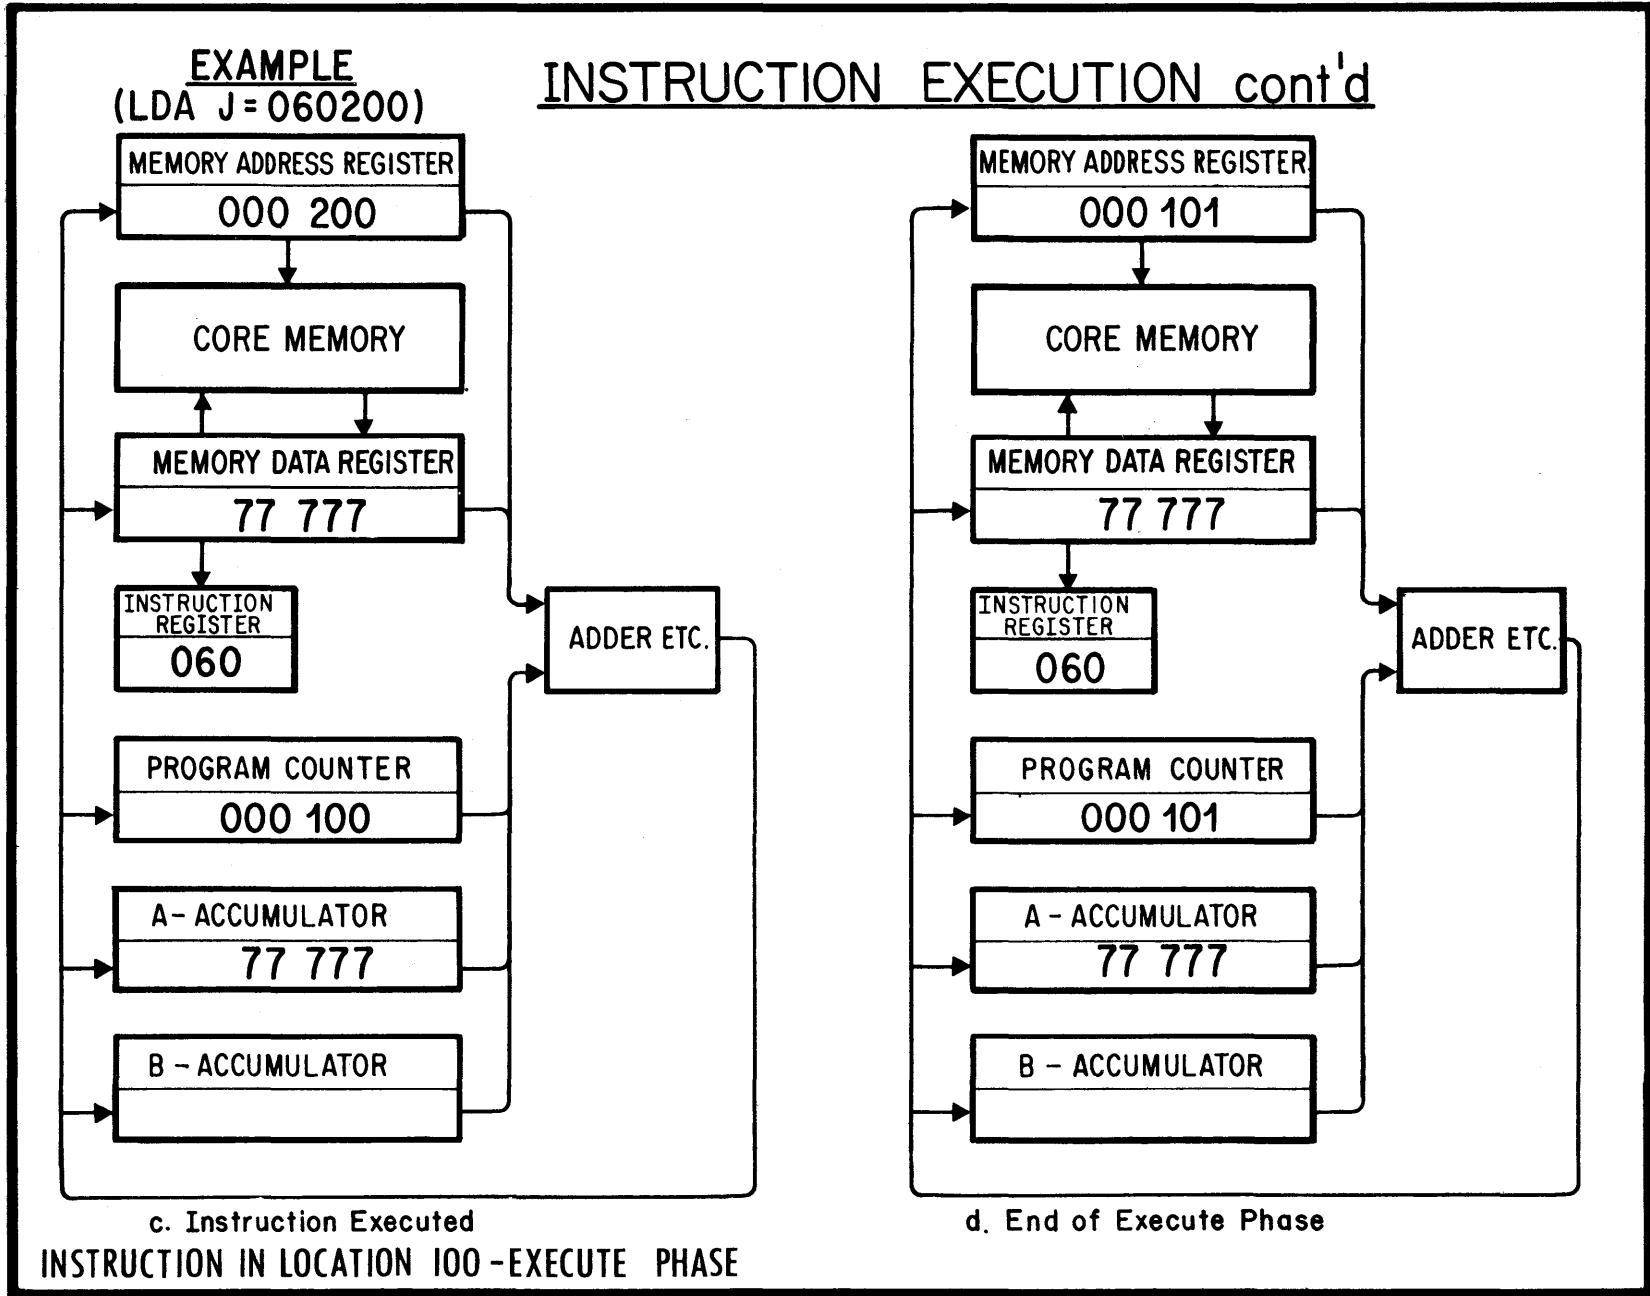 EXAMPLE
(LDA J=060200)
INSTRUCTION EXECUTION cont'd
MEMORY ADDRESS REGISTER
000 200
CORE MEMORY
MEMORY DATA REGISTER
77 777
INSTRUCTION
REGISTER
060
ADDER ETC.
PROGRAM COUNTER
000 100
A-ACCUMULATOR
77 777
B-ACCUMULATOR
c. Instruction Executed
MEMORY ADDRESS REGISTER
000 101
CORE MEMORY
MEMORY DATA REGISTER
77 777
INSTRUCTION
REGISTER
060
ADDER ETC.
PROGRAM COUNTER
000 101
A-ACCUMULATOR
77 777
B-ACCUMULATOR
d. End of Execute Phase
INSTRUCTION IN LOCATION 100-EXECUTE PHASE